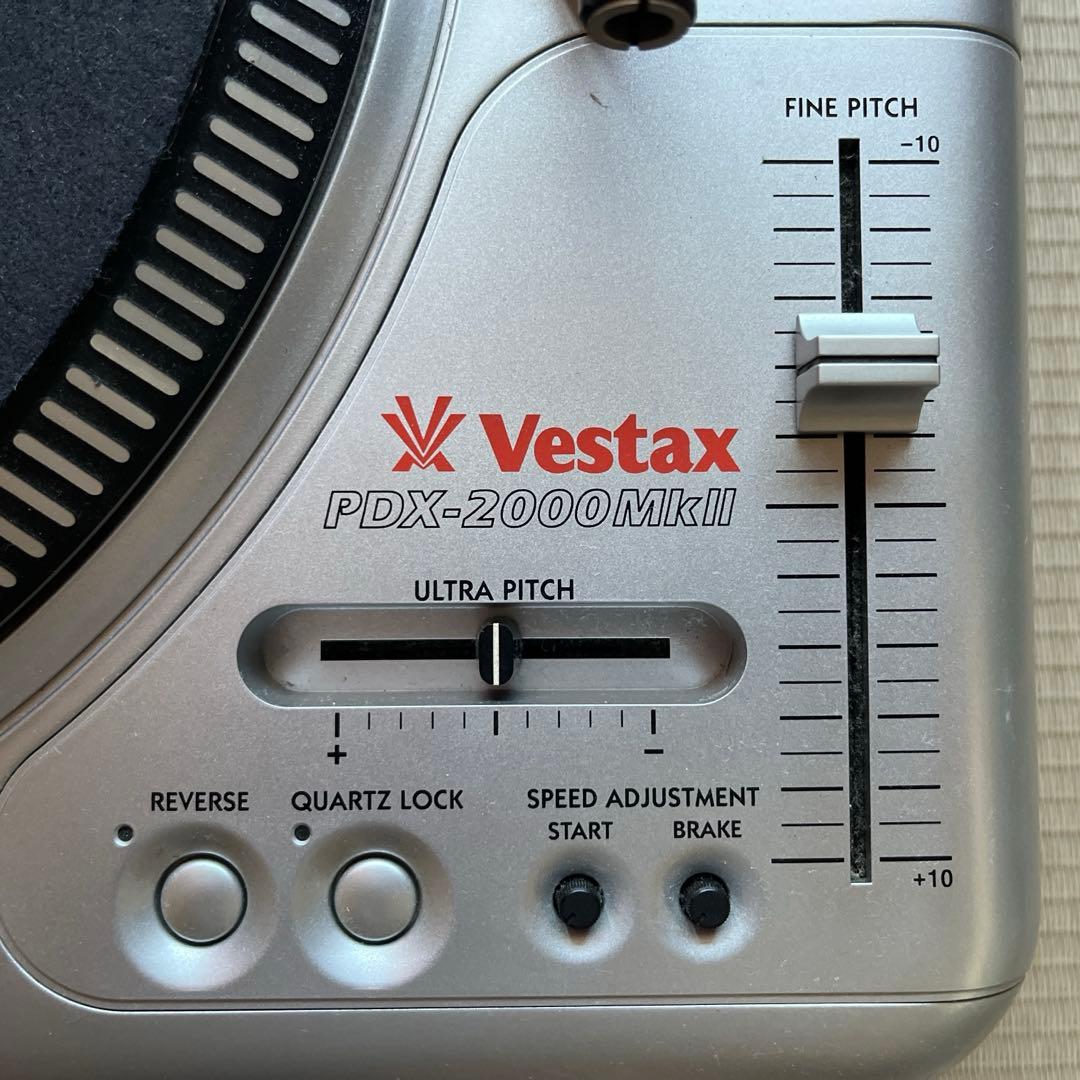 FINE PITCH
-10
Vestax
PDX-2000MkII
ULTRA PITCH
+ -
REVERSE QUARTZ LOCK SPEED ADJUSTMENT
START BRAKE
+10